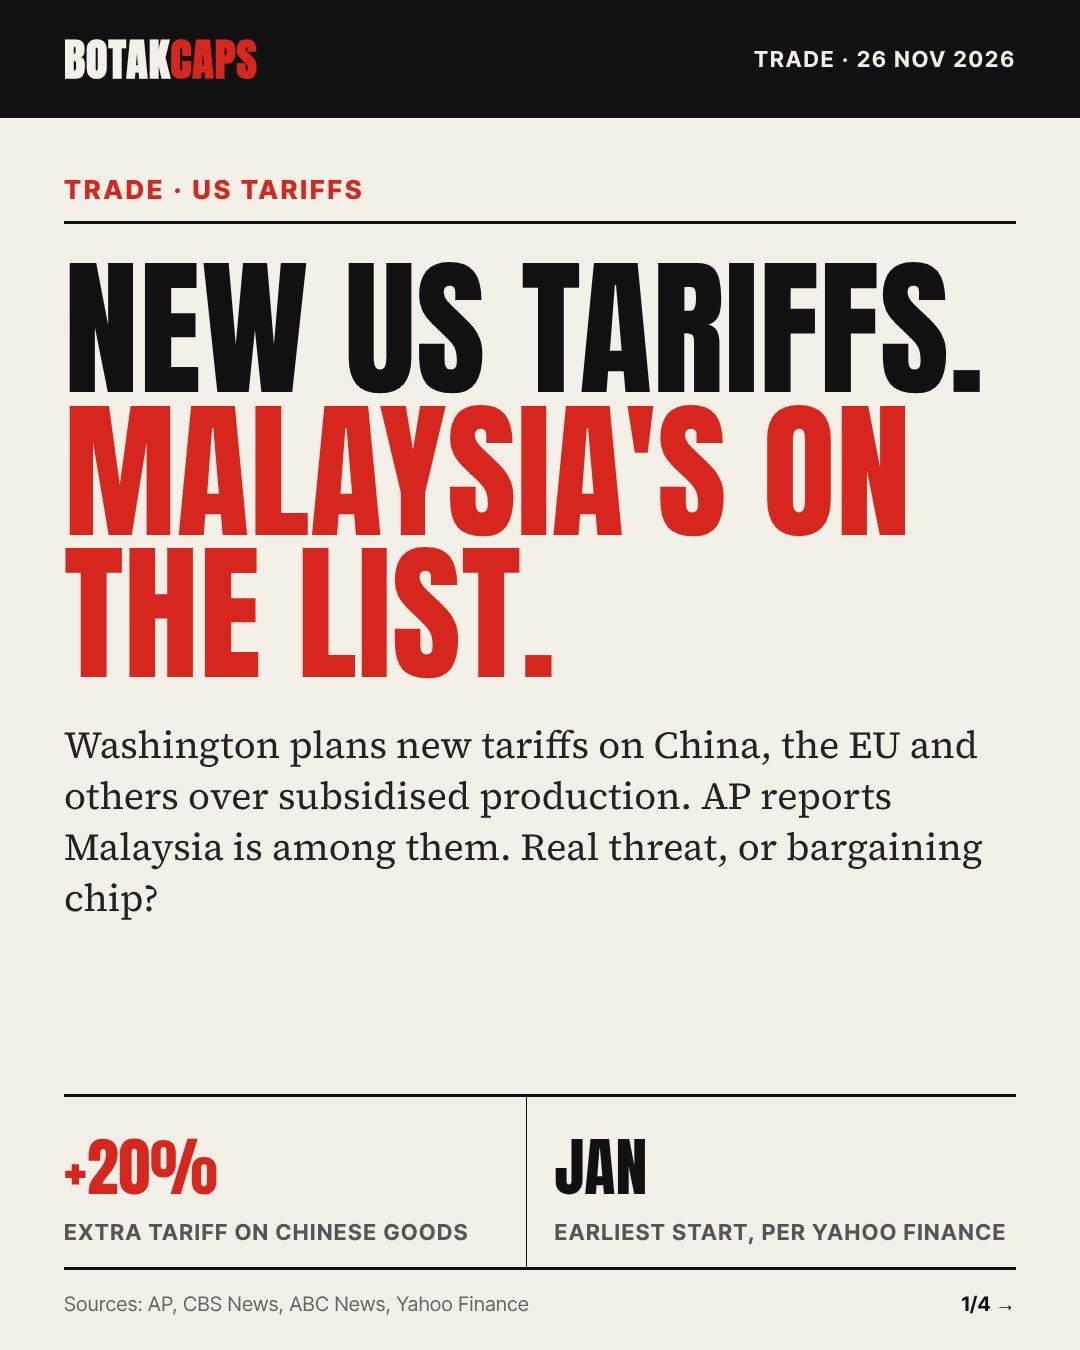 BOTAKCAPS
TRADE · 26 NOV 2026
TRADE · US TARIFFS
NEW US TARIFFS.
MALAYSIA'S ON
THE LIST.
Washington plans new tariffs on China, the EU and
others over subsidised production. AP reports
Malaysia is among them. Real threat, or bargaining
chip?
+20%
EXTRA TARIFF ON CHINESE GOODS
JAN
EARLIEST START, PER YAHOO FINANCE
Sources: AP, CBS News, ABC News, Yahoo Finance
1/4 →